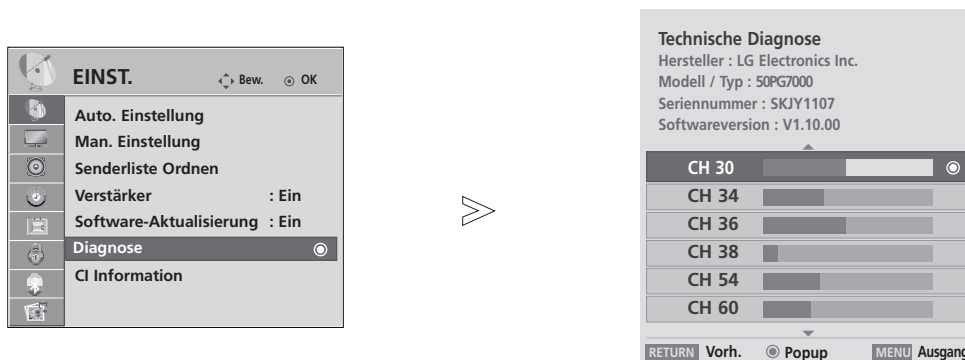 EINST.
Bew.
OK
Auto. Einstellung
Man. Einstellung
Senderliste Ordnen
Verstärker : Ein
Software-Aktualisierung : Ein
Diagnose
CI Information
Technische Diagnose
Hersteller : LG Electronics Inc.
Modell / Typ : 50PG7000
Seriennummer : SKJY1107
Softwareversion : V1.10.00
CH 30
CH 34
CH 36
CH 38
CH 54
CH 60
RETURN Vorh. Popup MENU Ausgang